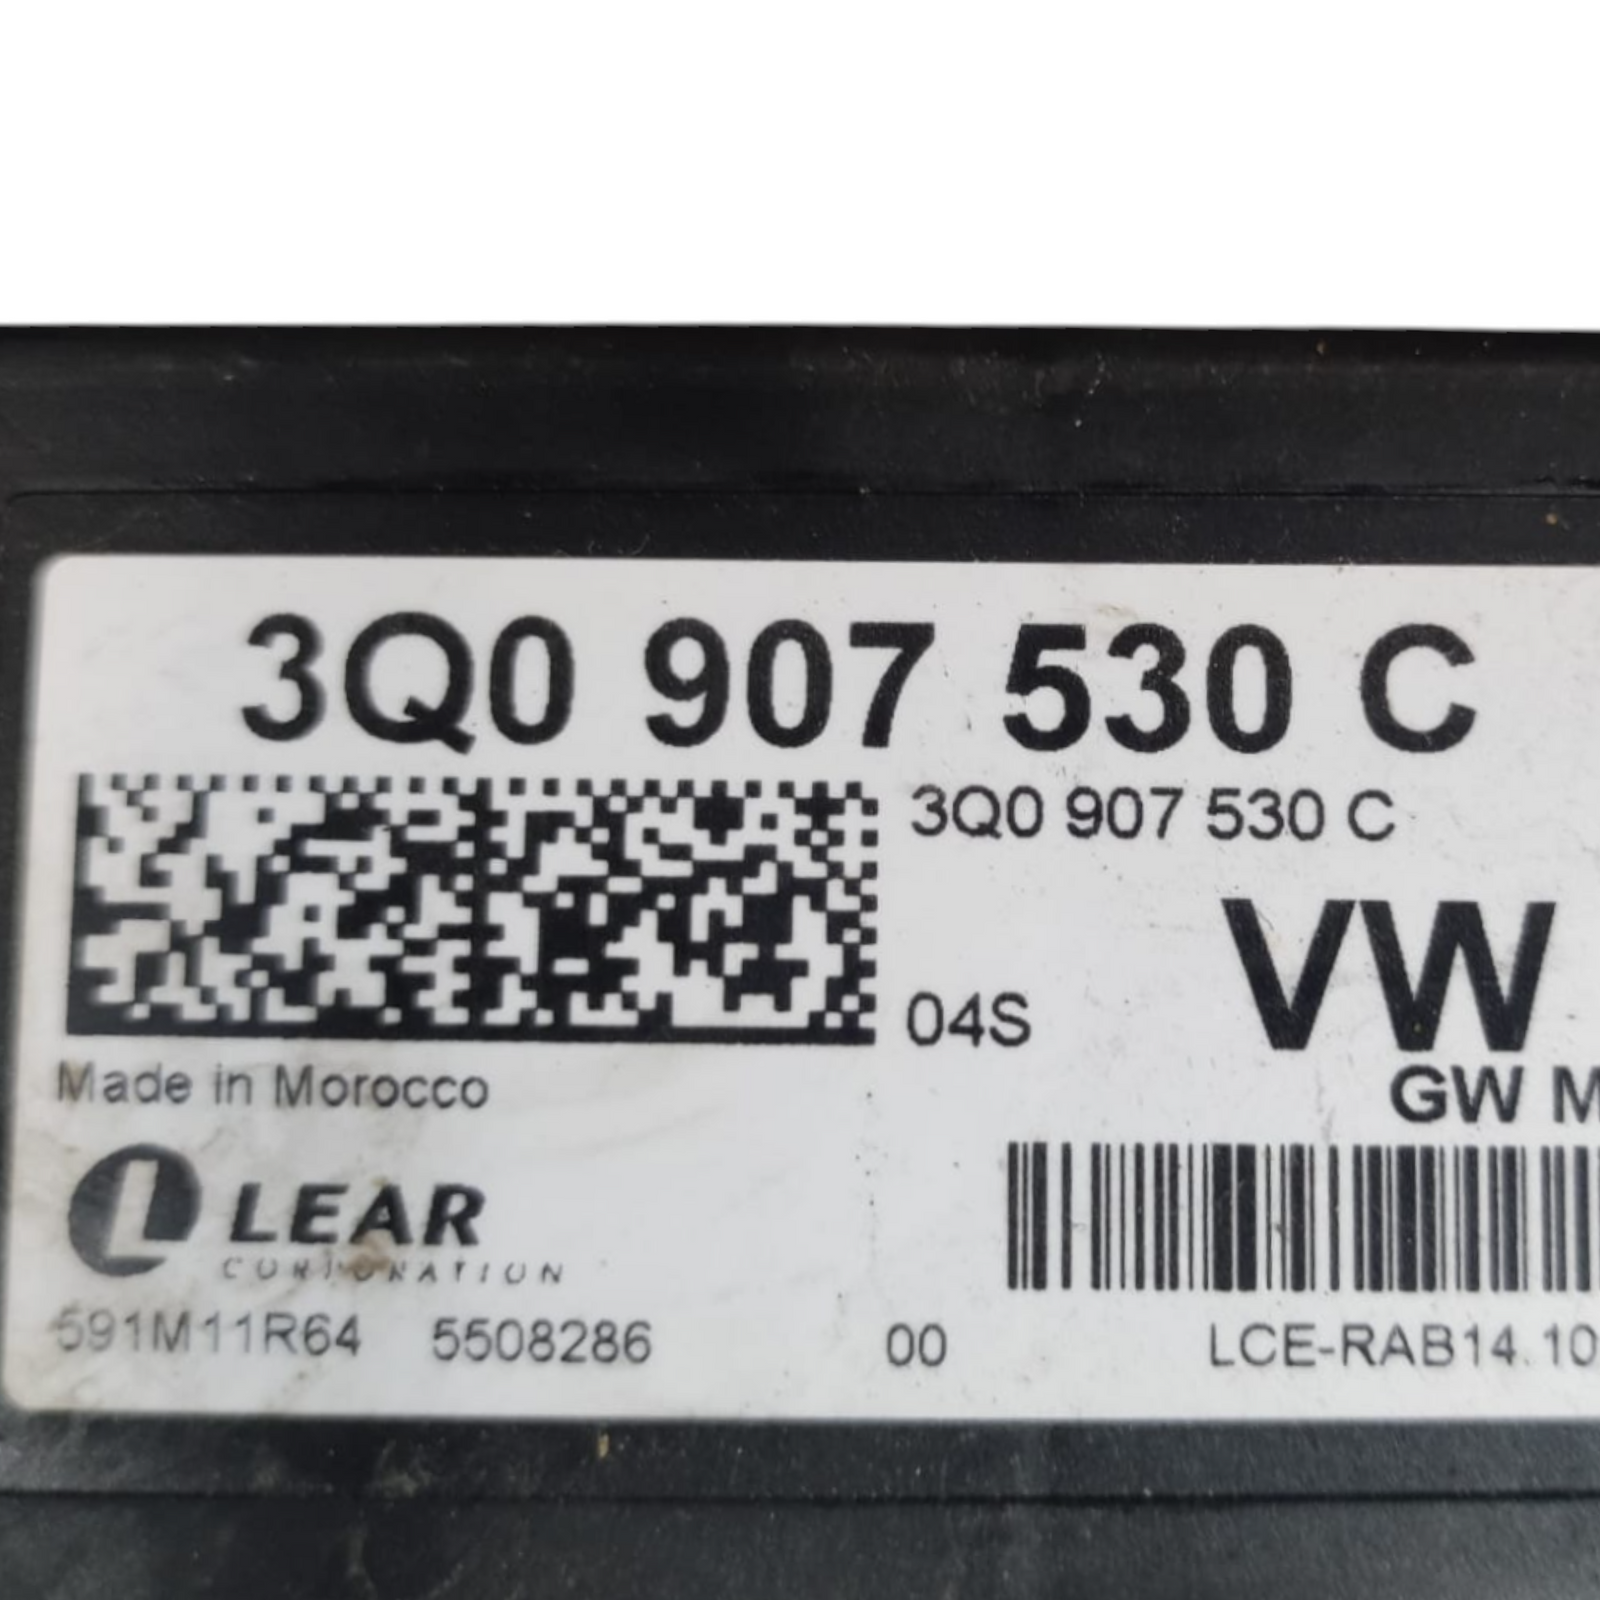 3Q0 907 530 C
3Q0 907 530 C
04S
VW
GW M
Made in Morocco
LEAR
CORPORATION
591M11R64 5508286 00 LCE-RAB14.10